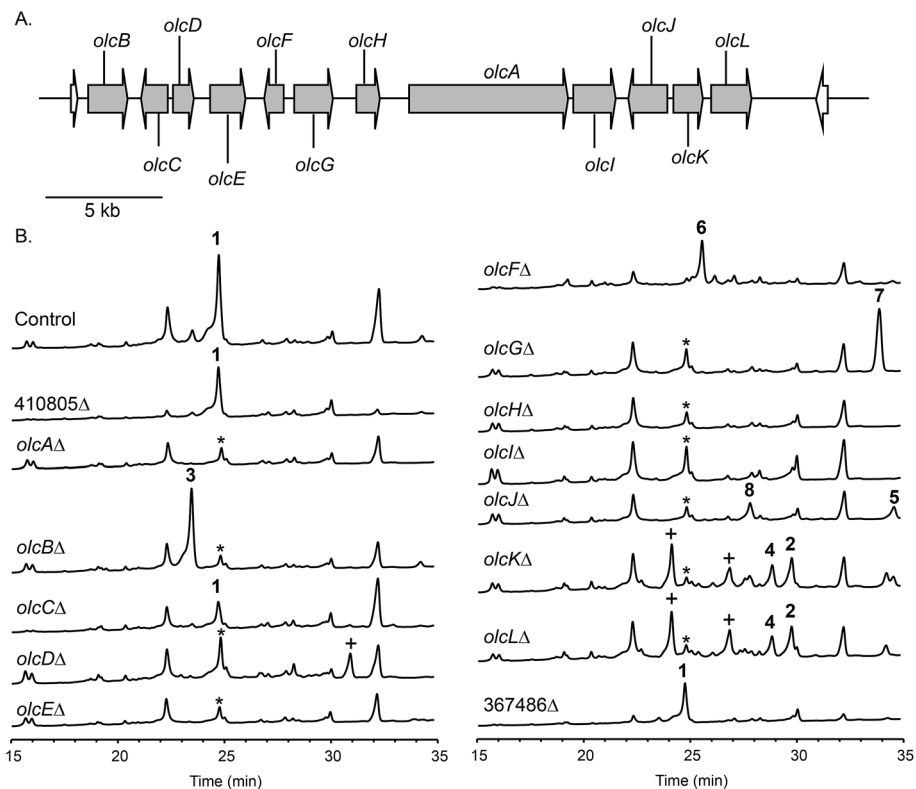 A.
olcB
olcD
olcF
olcH
olcA
olcJ
olcL
olcC
olcE
olcG
olcI
olcK
5 kb
B.
1
Control
1
410805Δ
*
olcAΔ
3
*
olcBΔ
1
olcCΔ
*
+
olcDΔ
*
olcEΔ
15 20 25 30 35
Time (min)
6
olcFΔ
7
*
olcGΔ
*
olcHΔ
*
olcIΔ
* 8 5
olcJΔ
+ * + 4 2
olcKΔ
+ * + 4 2
olcLΔ
1
367486Δ
15 20 25 30 35
Time (min)